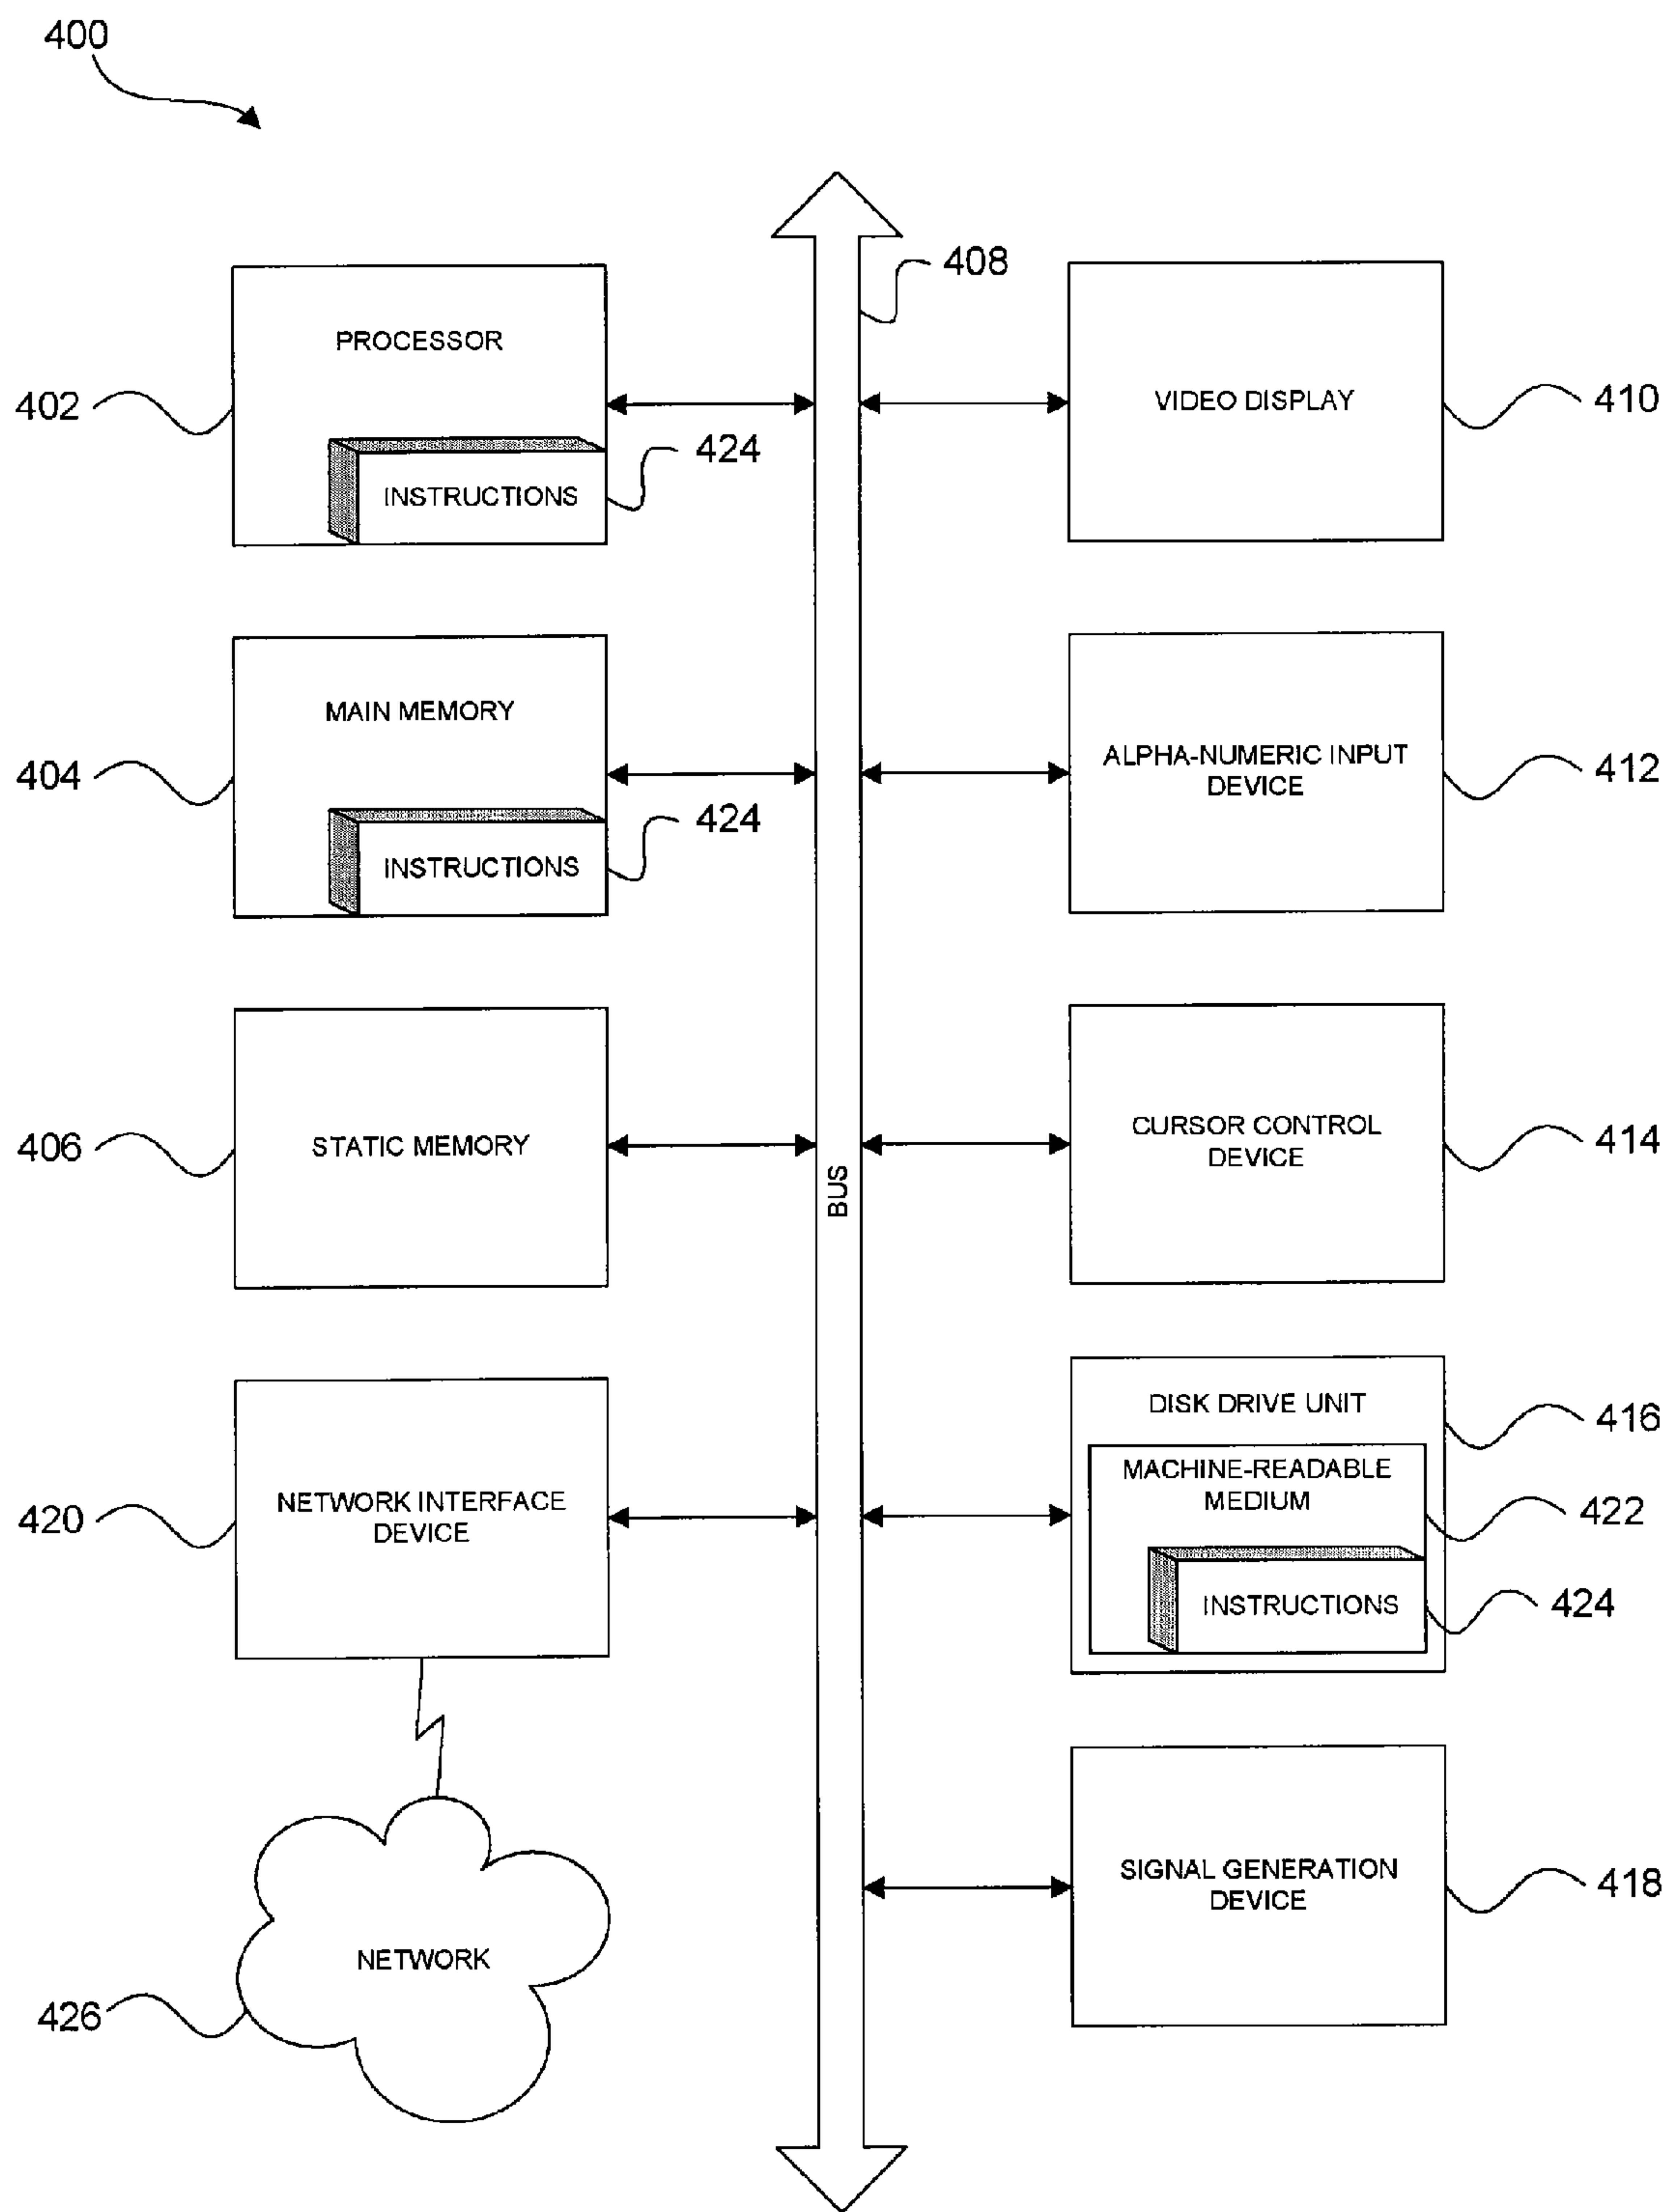 400
408
PROCESSOR
402
424
INSTRUCTIONS
VIDEO DISPLAY
410
MAIN MEMORY
404
424
INSTRUCTIONS
ALPHA-NUMERIC INPUT
DEVICE
412
STATIC MEMORY
406
BUS
CURSOR CONTROL
DEVICE
414
NETWORK INTERFACE
DEVICE
420
DISK DRIVE UNIT
416
MACHINE-READABLE
MEDIUM
422
INSTRUCTIONS
424
NETWORK
426
SIGNAL GENERATION
DEVICE
418